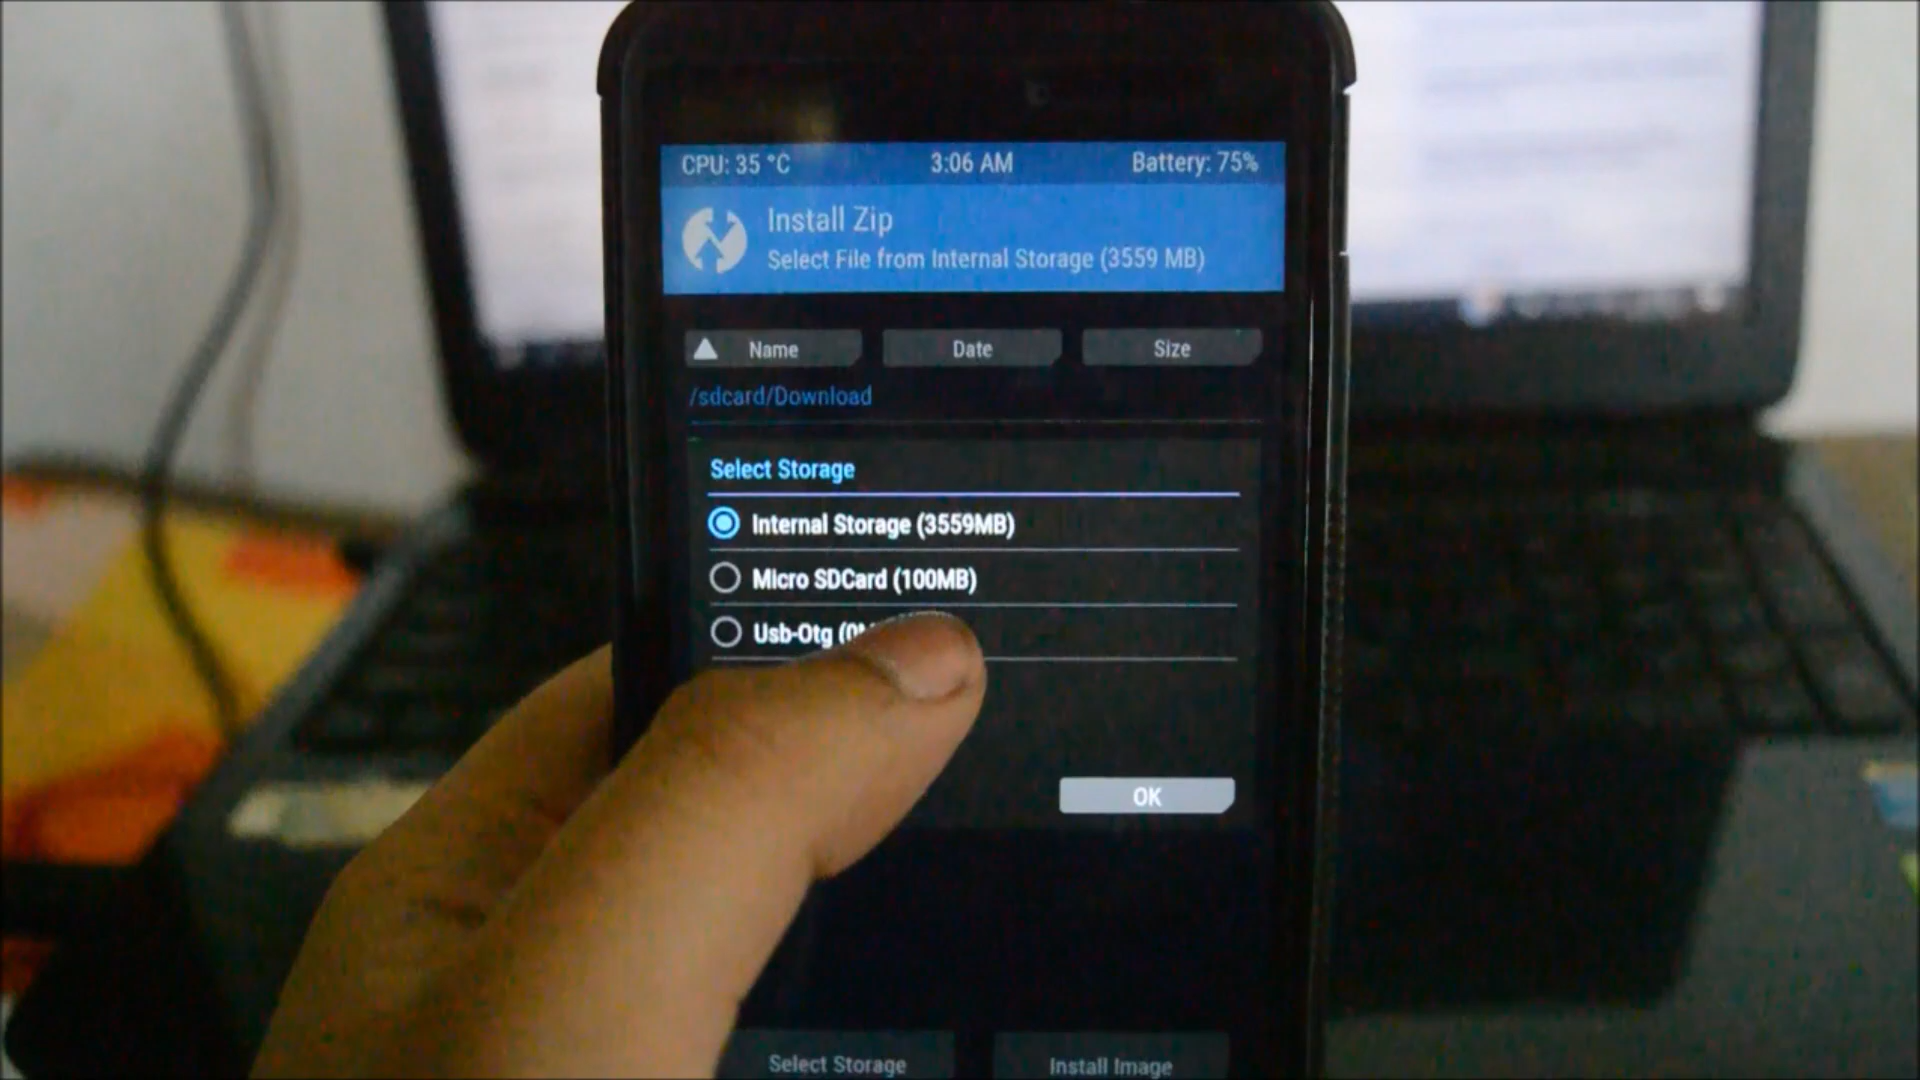 CPU: 35 °C 3:06 AM Battery: 75%
Install Zip
Select File from Internal Storage (3559 MB)
Name Date Size
/sdcard/Download
Select Storage
Internal Storage (3559MB)
Micro SDCard (100MB)
Usb-Otg
OK
Select Storage Install Image